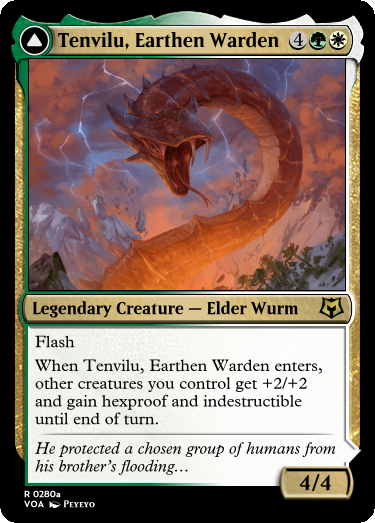 Tenvilu, Earthen Warden 4
Legendary Creature — Elder Wurm
Flash
When Tenvilu, Earthen Warden enters,
other creatures you control get +2/+2
and gain hexproof and indestructible
until end of turn.
He protected a chosen group of humans from
his brother's flooding…
4/4
R 0280a
VOA Peyeyo